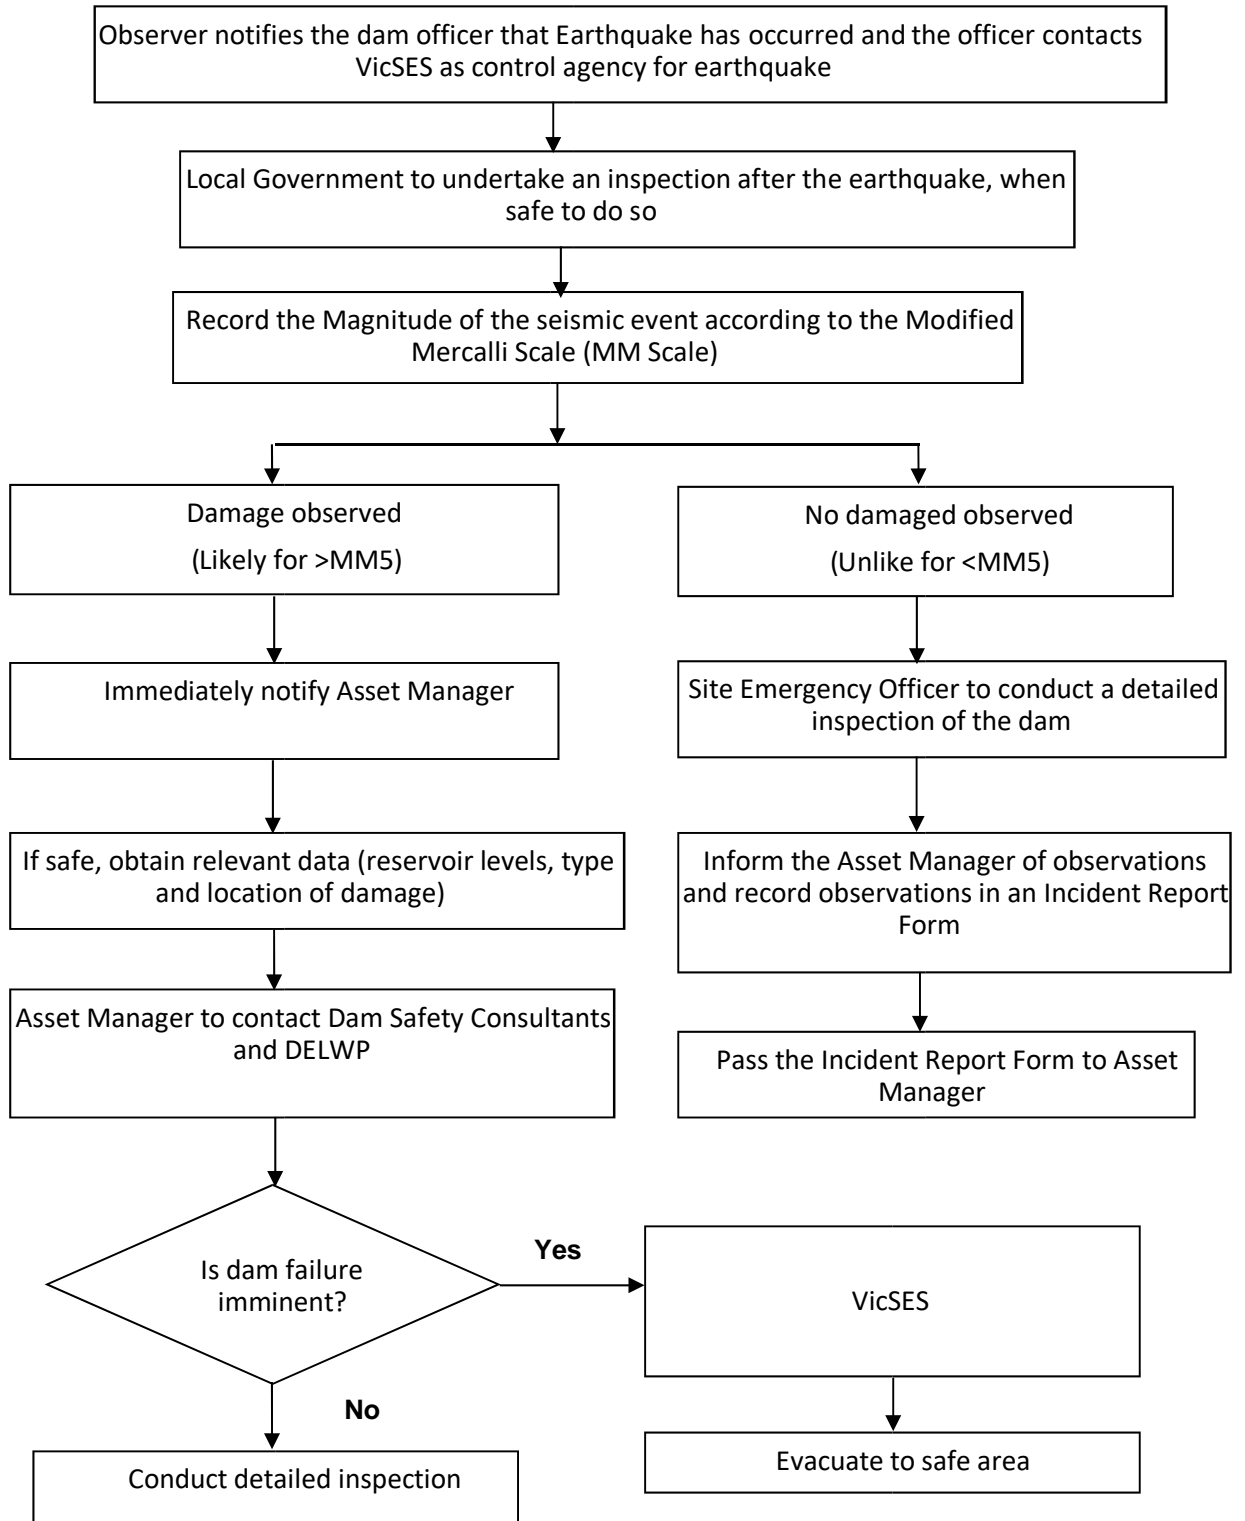 Observer notifies the dam officer that Earthquake has occurred and the officer contacts
VicSES as control agency for earthquake
Local Government to undertake an inspection after the earthquake, when
safe to do so
Record the Magnitude of the seismic event according to the Modified
Mercalli Scale (MM Scale)
Damage observed
(Likely for >MM5)
No damaged observed
(Unlike for <MM5)
Immediately notify Asset Manager
Site Emergency Officer to conduct a detailed
inspection of the dam
If safe, obtain relevant data (reservoir levels, type
and location of damage)
Inform the Asset Manager of observations
and record observations in an Incident Report
Form
Asset Manager to contact Dam Safety Consultants
and DELWP
Pass the Incident Report Form to Asset
Manager
Is dam failure
imminent?
Yes
VicSES
No
Conduct detailed inspection
Evacuate to safe area